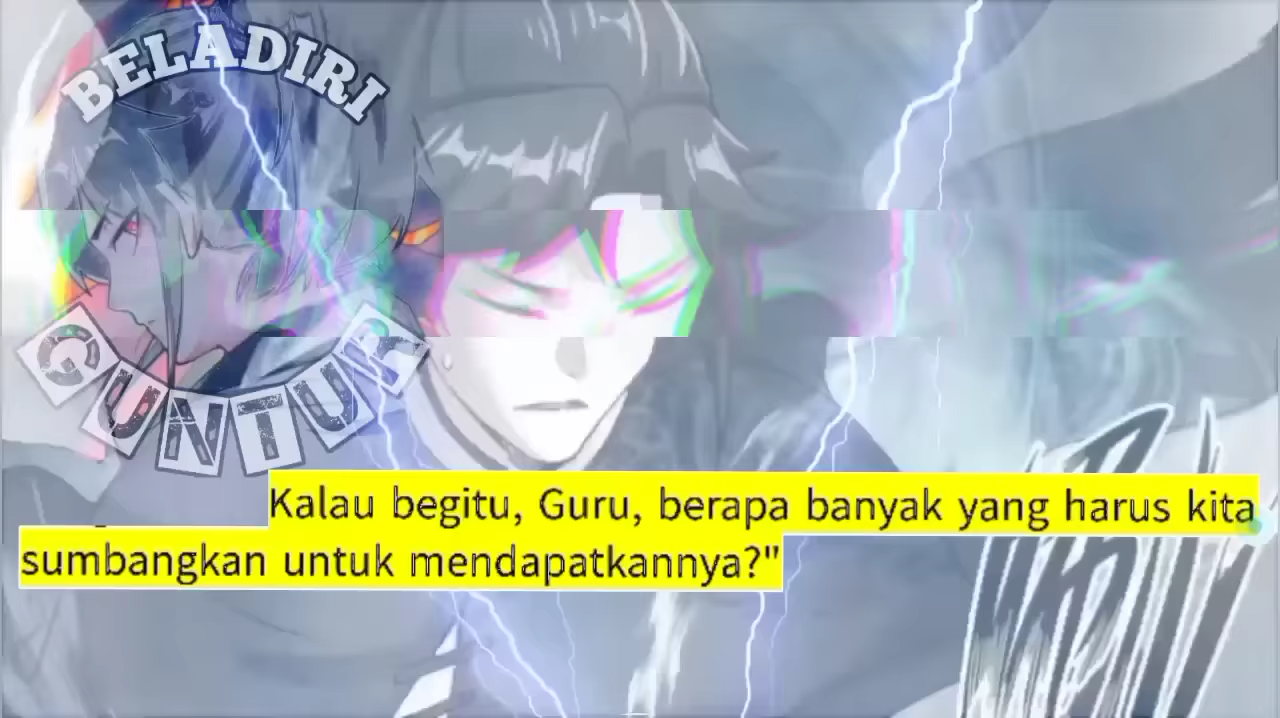 BELADIRI
GUNTUR
Kalau begitu, Guru, berapa banyak yang harus kita
sumbangkan untuk mendapatkannya?"